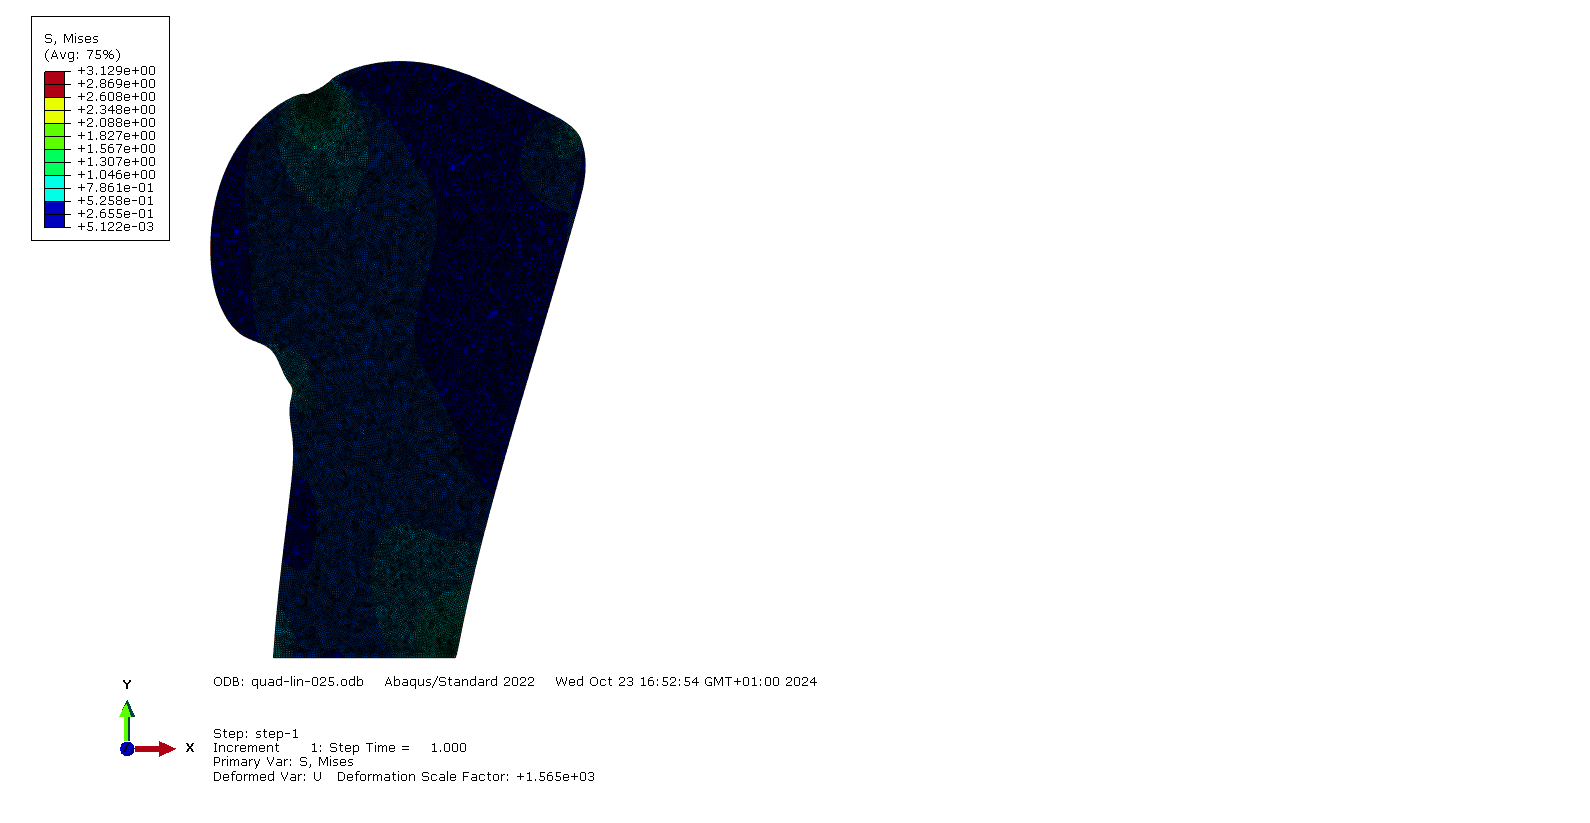 S, Mises
(Avg: 75%)
+3.129e+00
+2.869e+00
+2.608e+00
+2.348e+00
+2.088e+00
+1.827e+00
+1.567e+00
+1.307e+00
+1.046e+00
+7.861e-01
+5.258e-01
+2.655e-01
+5.122e-03
Y
X
ODB: quad-lin-025.odb Abaqus/Standard 2022 Wed Oct 23 16:52:54 GMT+01:00 2024
Step: step-1
Increment 1: Step Time = 1.000
Primary Var: S, Mises
Deformed Var: U Deformation Scale Factor: +1.565e+03